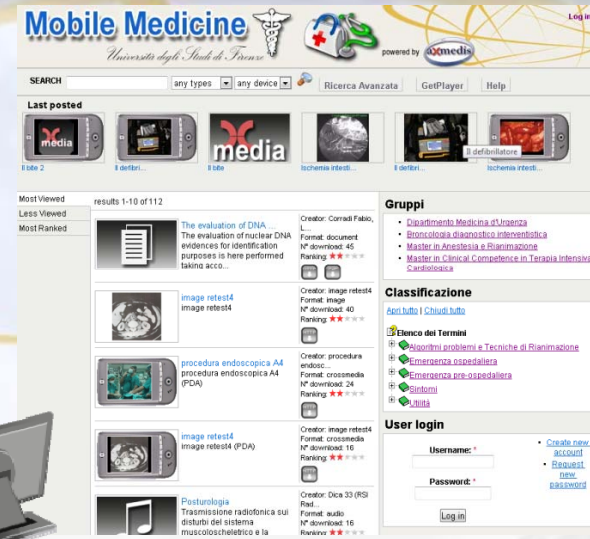 Mobile Medicine
Università degli Studi di Firenze
powered by axmedis
Log in
SEARCH any types any device Ricerca Avanzata GetPlayer Help
Last posted
media
media
Il bite 2 Il defibri... Il bite Ischemia intesti... Il defibri... Ischemia intesti...
Il defibrillatore
Most Viewed
Less Viewed
Most Ranked
results 1-10 of 112
The evaluation of DNA ...
The evaluation of nuclear DNA
evidences for identification
purposes is here performed
taking acco...
Creator: Corradi Fabio,
L...
Format: document
N° download: 45
Ranking:
image retest4
image retest4
Creator: image retest4
Format: image
N° download: 40
Ranking:
procedura endoscopica A4
procedura endoscopica A4
(PDA)
Creator: procedura
endosc...
Format: crossmedia
N° download: 24
Ranking:
image retest4
image retest4 (PDA)
Creator: image retest4
Format: crossmedia
N° download: 16
Ranking:
Posturologia
Trasmissione radiofonica sui
disturbi del sistema
muscoloscheletrico e la
Creator: Dica 33 (RSI
Rad...
Format: audio
N° download: 16
Ranking:
Gruppi
Dipartimento Medicina d'Urgenza
Broncologia diagnostico interventistica
Master in Anestesia e Rianimazione
Master in Clinical Competence in Terapia Intensiva
Cardiologica
Classificazione
Apri tutto | Chiudi tutto
Elenco dei Termini
Algoritmi problemi e Tecniche di Rianimazione
Emergenza ospedaliera
Emergenza pre-ospedaliera
Sintomi
Utilità
User login
Username: *
Password: *
Log in
Create new
account
Request
new
password